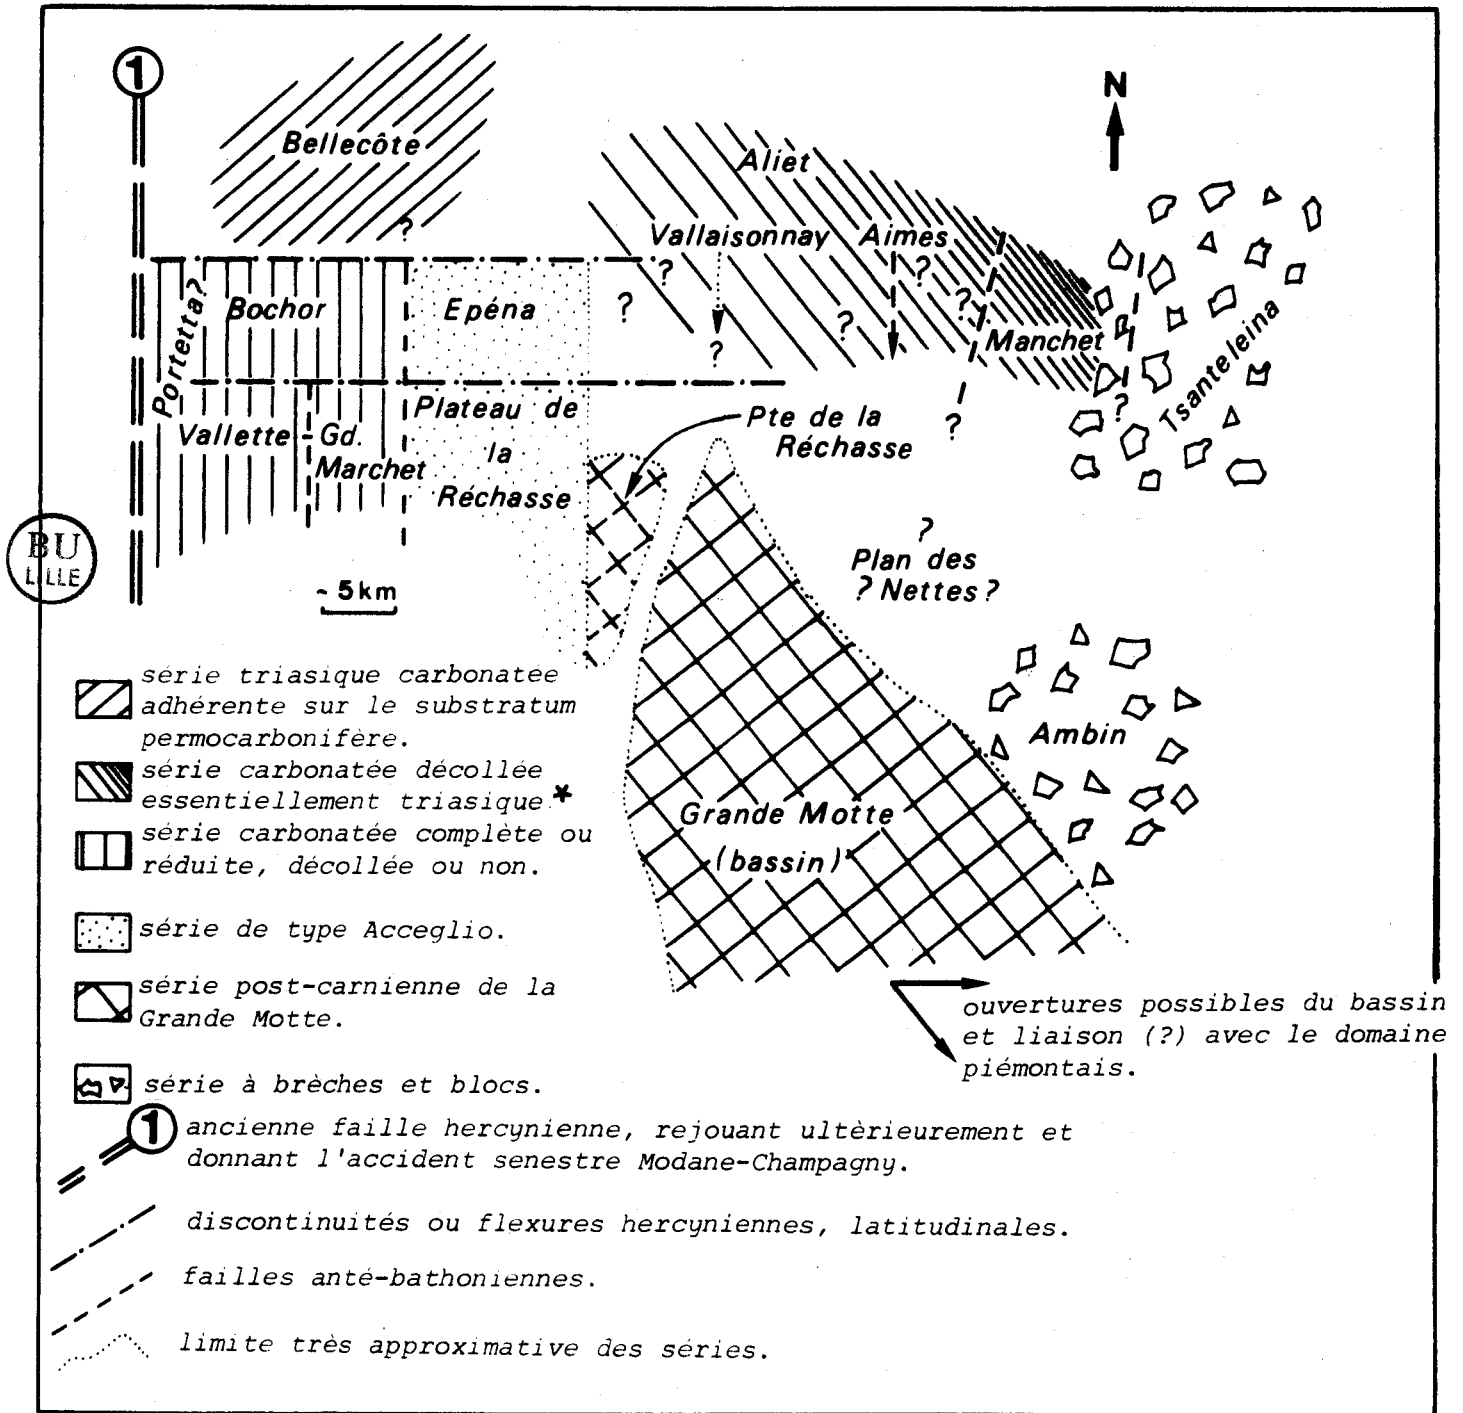 1
N
Bellecôte
Aliet
Vallaisonnay
Aimes
?
Portetta?
Bochor
Epéna
?
?
?
?
?
?
Manchet
Tsanteleina
?
?
Vallette
Gd.
Marchet
Plateau de
la
Réchasse
Pte de la
Réchasse
BU
LILLE
~ 5km
?
Plan des
? Nettes?
Ambin
Grande Motte
(bassin)
série triasique carbonatée
adhérente sur le substratum
permocarbonifère.
série carbonatée décollée
essentiellement triasique *
série carbonatée complète ou
réduite, décollée ou non.
série de type Acceglio.
série post-carnienne de la
Grande Motte.
série à brèches et blocs.
ouvertures possibles du bassin
et liaison (?) avec le domaine
piémontais.
1
ancienne faille hercynienne, rejouant ultèrieurement et
donnant l'accident senestre Modane-Champagny.
discontinuités ou flexures hercyniennes, latitudinales.
failles anté-bathoniennes.
limite très approximative des séries.